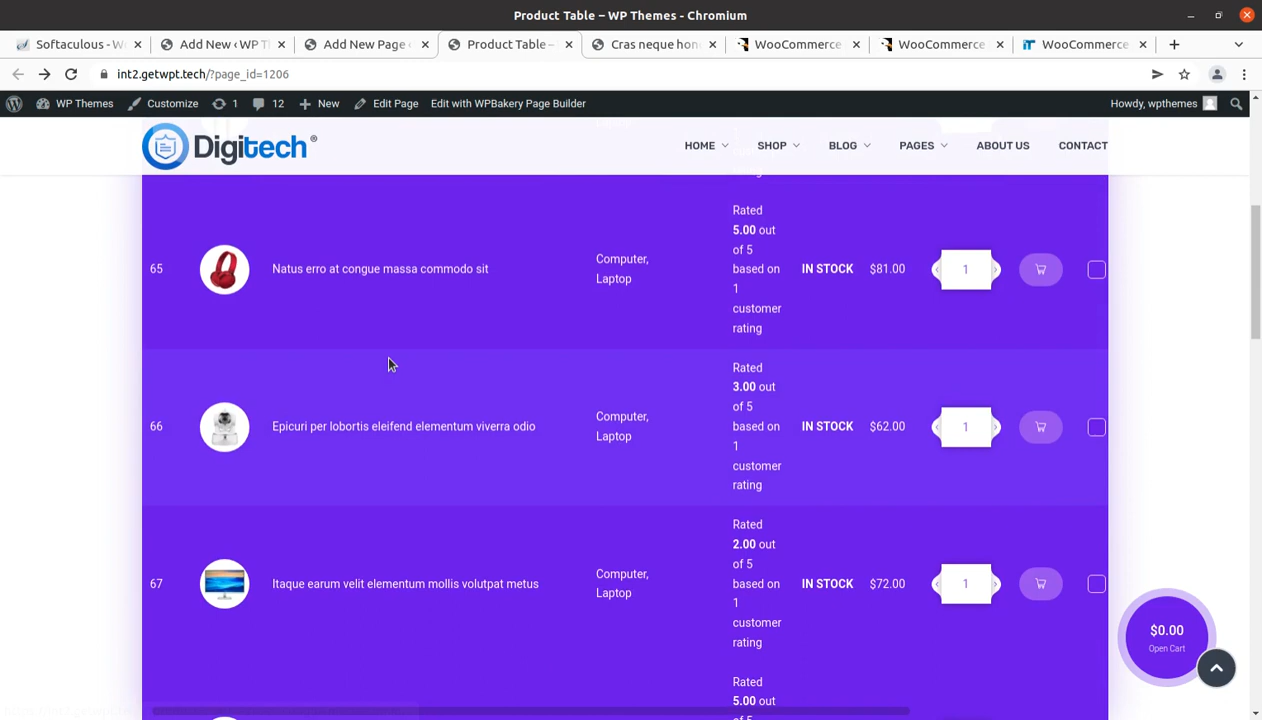 Product Table – WP Themes - Chromium
Softaculous - W
Add New ‹ WP T
Add New Page
Product Table –
Cras neque hon
WooCommerce
WooCommerce
WooCommerce
int2.getwpt.tech/?page_id=1206
WP Themes
Customize
1
12
New
Edit Page
Edit with WPBakery Page Builder
Howdy, wpthemes
Digitech ®
HOME
SHOP
BLOG
PAGES
ABOUT US
CONTACT
65
Natus erro at congue massa commodo sit
Computer,
Laptop
Rated
5.00 out
of 5
based on
1
customer
rating
IN STOCK
$81.00
1
66
Epicuri per lobortis eleifend elementum viverra odio
Computer,
Laptop
Rated
3.00 out
of 5
based on
1
customer
rating
IN STOCK
$62.00
1
67
Itaque earum velit elementum mollis volutpat metus
Computer,
Laptop
Rated
2.00 out
of 5
based on
1
customer
rating
IN STOCK
$72.00
1
Rated
5.00 out
$0.00
Open Cart